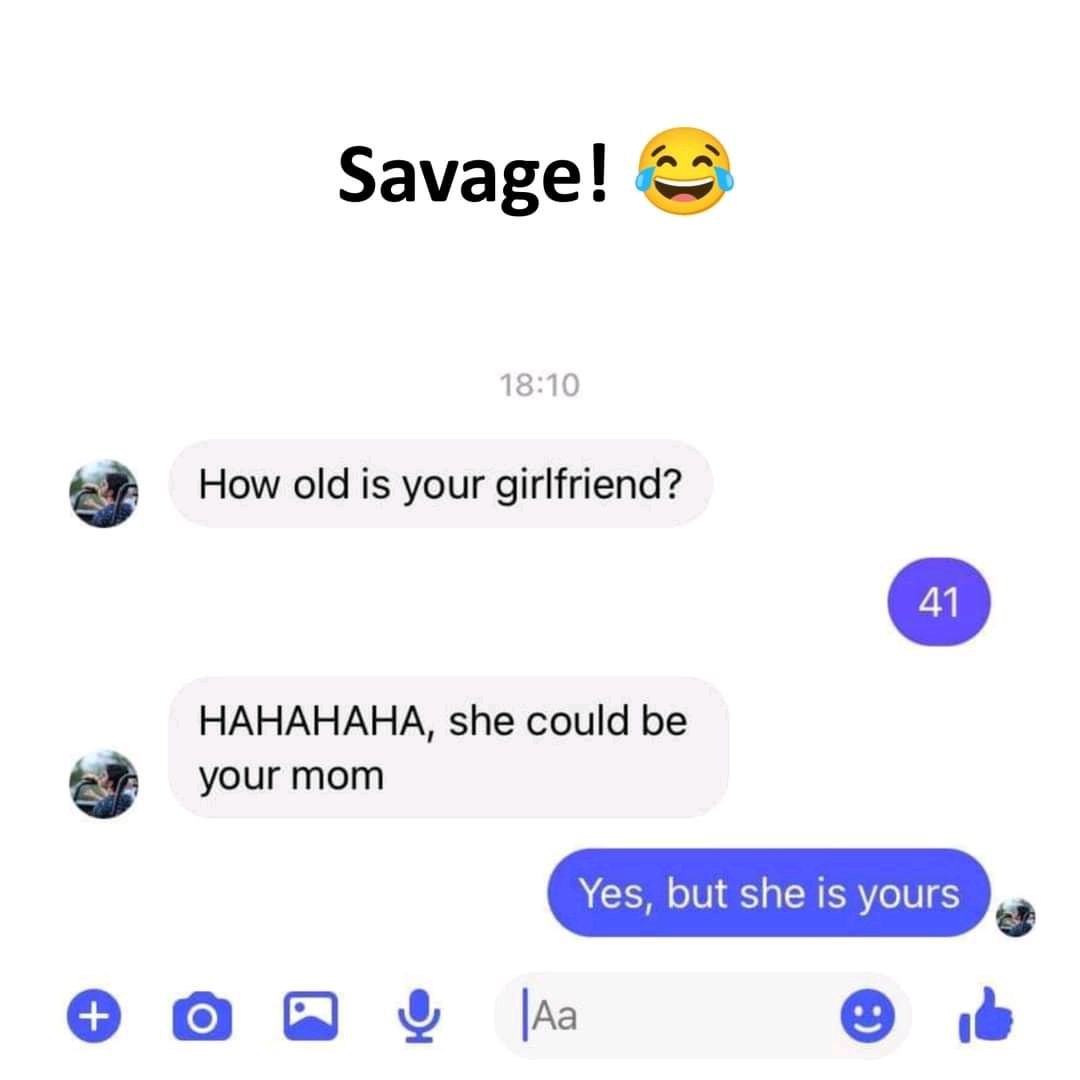 Savage! 😂
18:10
How old is your girlfriend?
41
HAHAHAHA, she could be
your mom
Yes, but she is yours
Aa